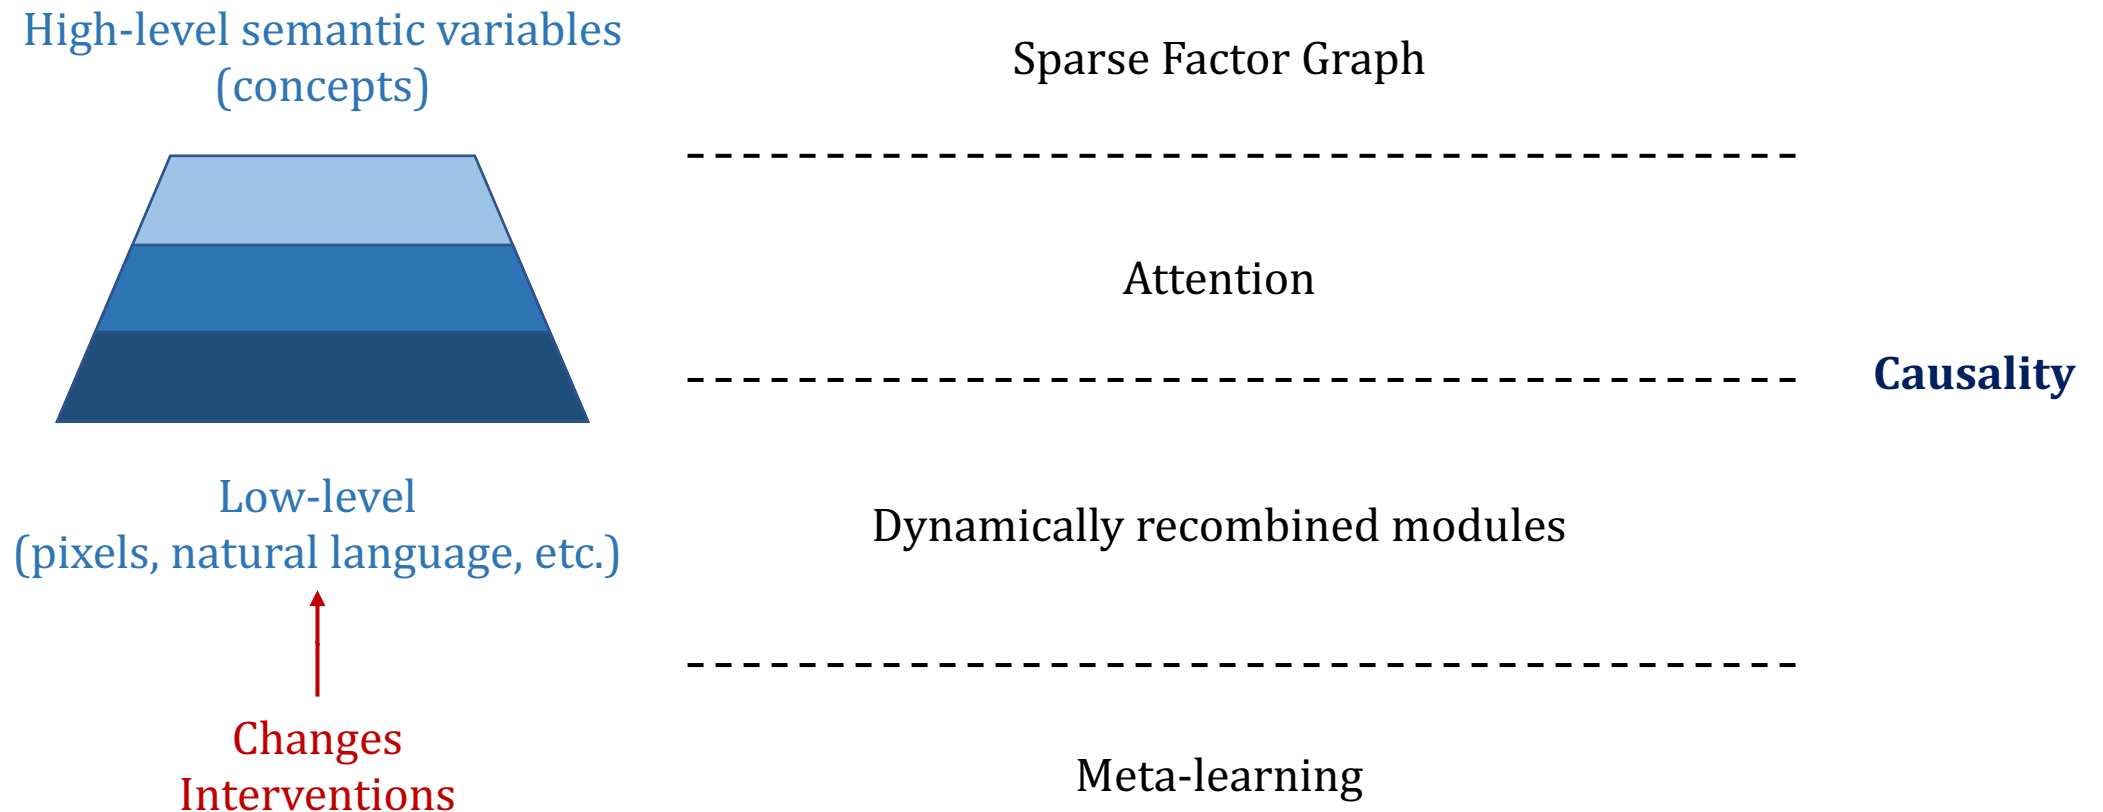 High-level semantic variables
(concepts)
Low-level
(pixels, natural language, etc.)
Changes
Interventions
Sparse Factor Graph
Attention
Dynamically recombined modules
Meta-learning
Causality